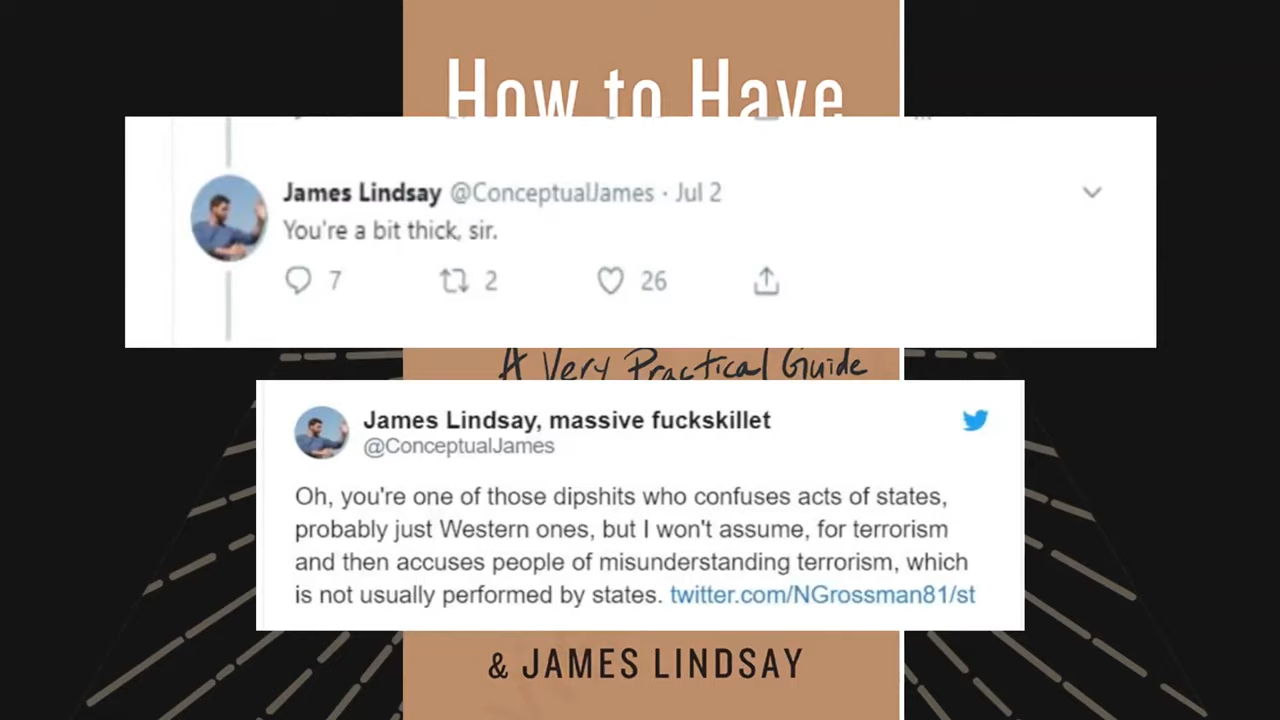 How to Have
James Lindsay @ConceptualJames · Jul 2
You're a bit thick, sir.
7 2 26
A Very Practical Guide
James Lindsay, massive fuckskillet
@ConceptualJames
Oh, you're one of those dipshits who confuses acts of states,
probably just Western ones, but I won't assume, for terrorism
and then accuses people of misunderstanding terrorism, which
is not usually performed by states. twitter.com/NGrossman81/st
& JAMES LINDSAY